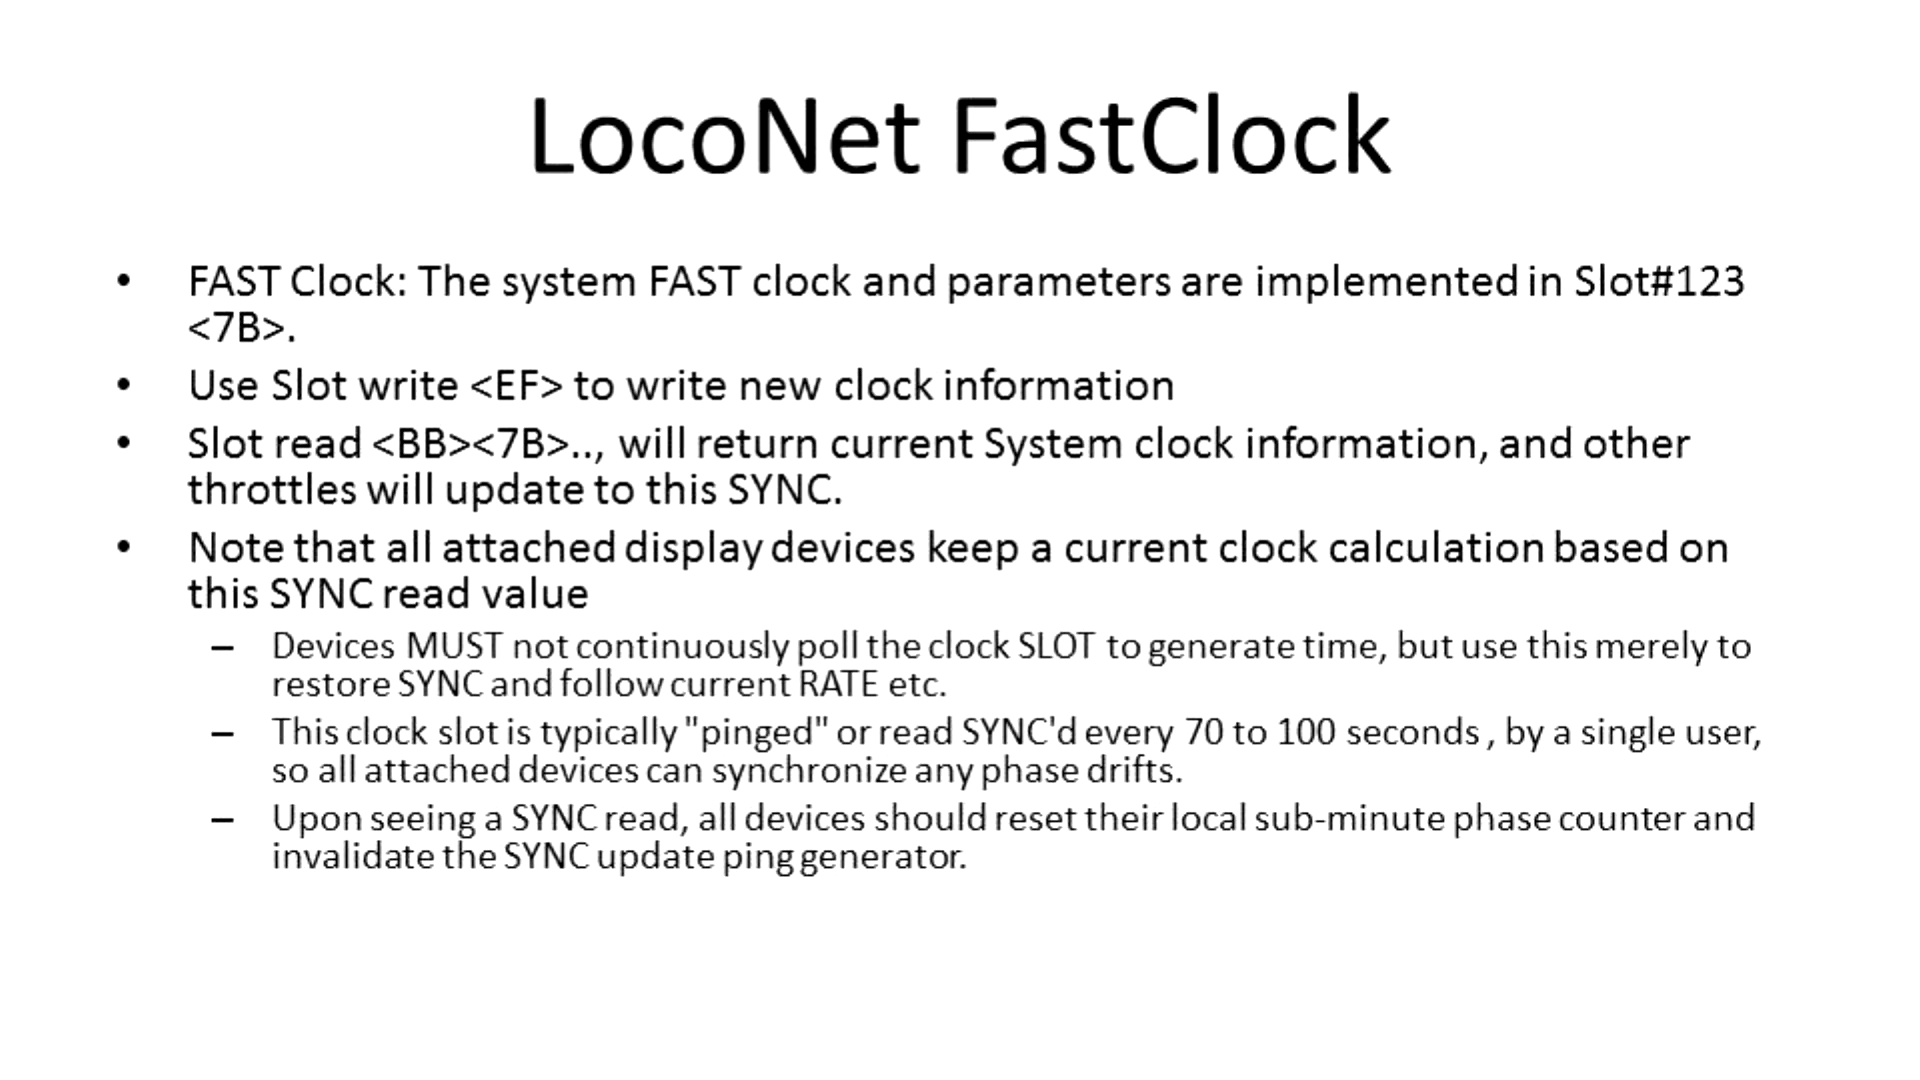 LocoNet FastClock
• FAST Clock: The system FAST clock and parameters are implemented in Slot#123
<7B>.
• Use Slot write <EF> to write new clock information
• Slot read <BB><7B>.., will return current System clock information, and other
throttles will update to this SYNC.
• Note that all attached display devices keep a current clock calculation based on
this SYNC read value
– Devices MUST not continuously poll the clock SLOT to generate time, but use this merely to
restore SYNC and follow current RATE etc.
– This clock slot is typically "pinged" or read SYNC'd every 70 to 100 seconds, by a single user,
so all attached devices can synchronize any phase drifts.
– Upon seeing a SYNC read, all devices should reset their local sub-minute phase counter and
invalidate the SYNC update ping generator.